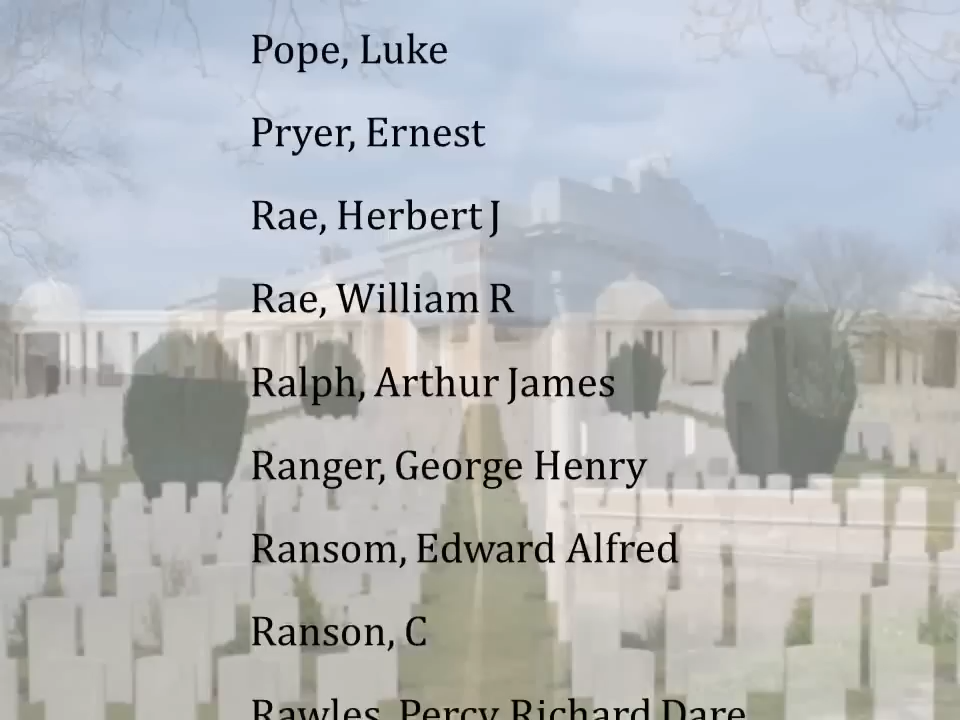 Pope, Luke
Pryer, Ernest
Rae, Herbert J
Rae, William R
Ralph, Arthur James
Ranger, George Henry
Ransom, Edward Alfred
Ranson, C
Rawles, Percy Richard Dare